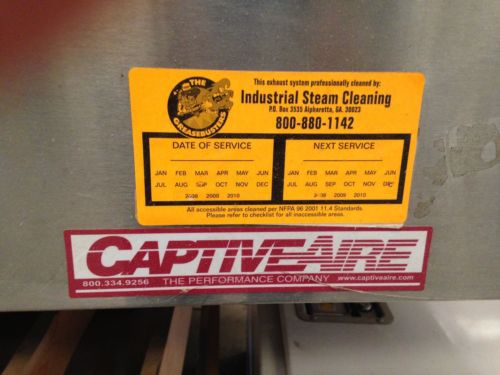 THE
GREASEBUSTERS
This exhaust system professionally cleaned by:
Industrial Steam Cleaning
P.O. Box 3535 Alpharetta, GA. 30023
800-880-1142
DATE OF SERVICE
JAN FEB MAR APR MAY JUN
JUL AUG SEP OCT NOV DEC
2008 2009 2010
NEXT SERVICE
JAN FEB MAR APR MAY JUN
JUL AUG SEP OCT NOV DEC
2008 2009 2010
All accessible areas cleaned per NFPA 96 2001 11.4 Standards.
Please refer to checklist for all inaccessible areas.
CAPTIVEAIRE
800.334.9256 THE PERFORMANCE COMPANY www.captiveaire.com